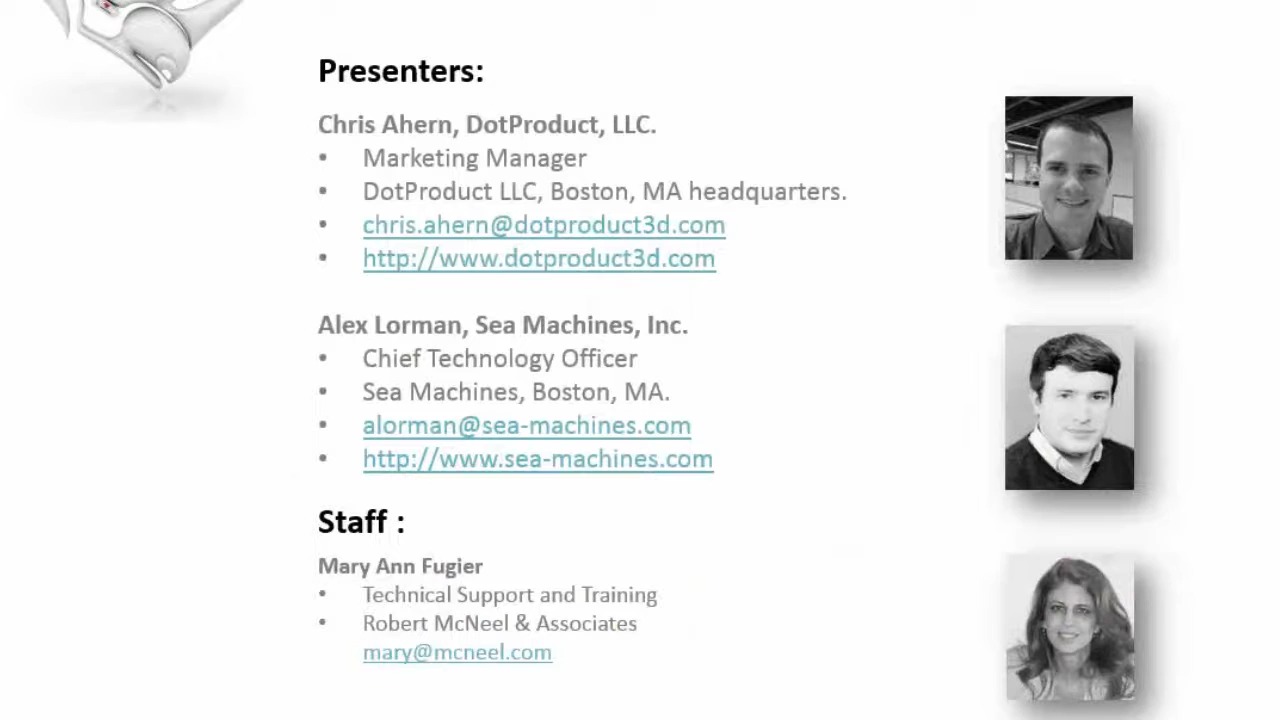 Presenters:
Chris Ahern, DotProduct, LLC.
• Marketing Manager
• DotProduct LLC, Boston, MA headquarters.
• chris.ahern@dotproduct3d.com
• http://www.dotproduct3d.com
Alex Lorman, Sea Machines, Inc.
• Chief Technology Officer
• Sea Machines, Boston, MA.
• alorman@sea-machines.com
• http://www.sea-machines.com
Staff :
Mary Ann Fugier
• Technical Support and Training
• Robert McNeel & Associates
mary@mcneel.com